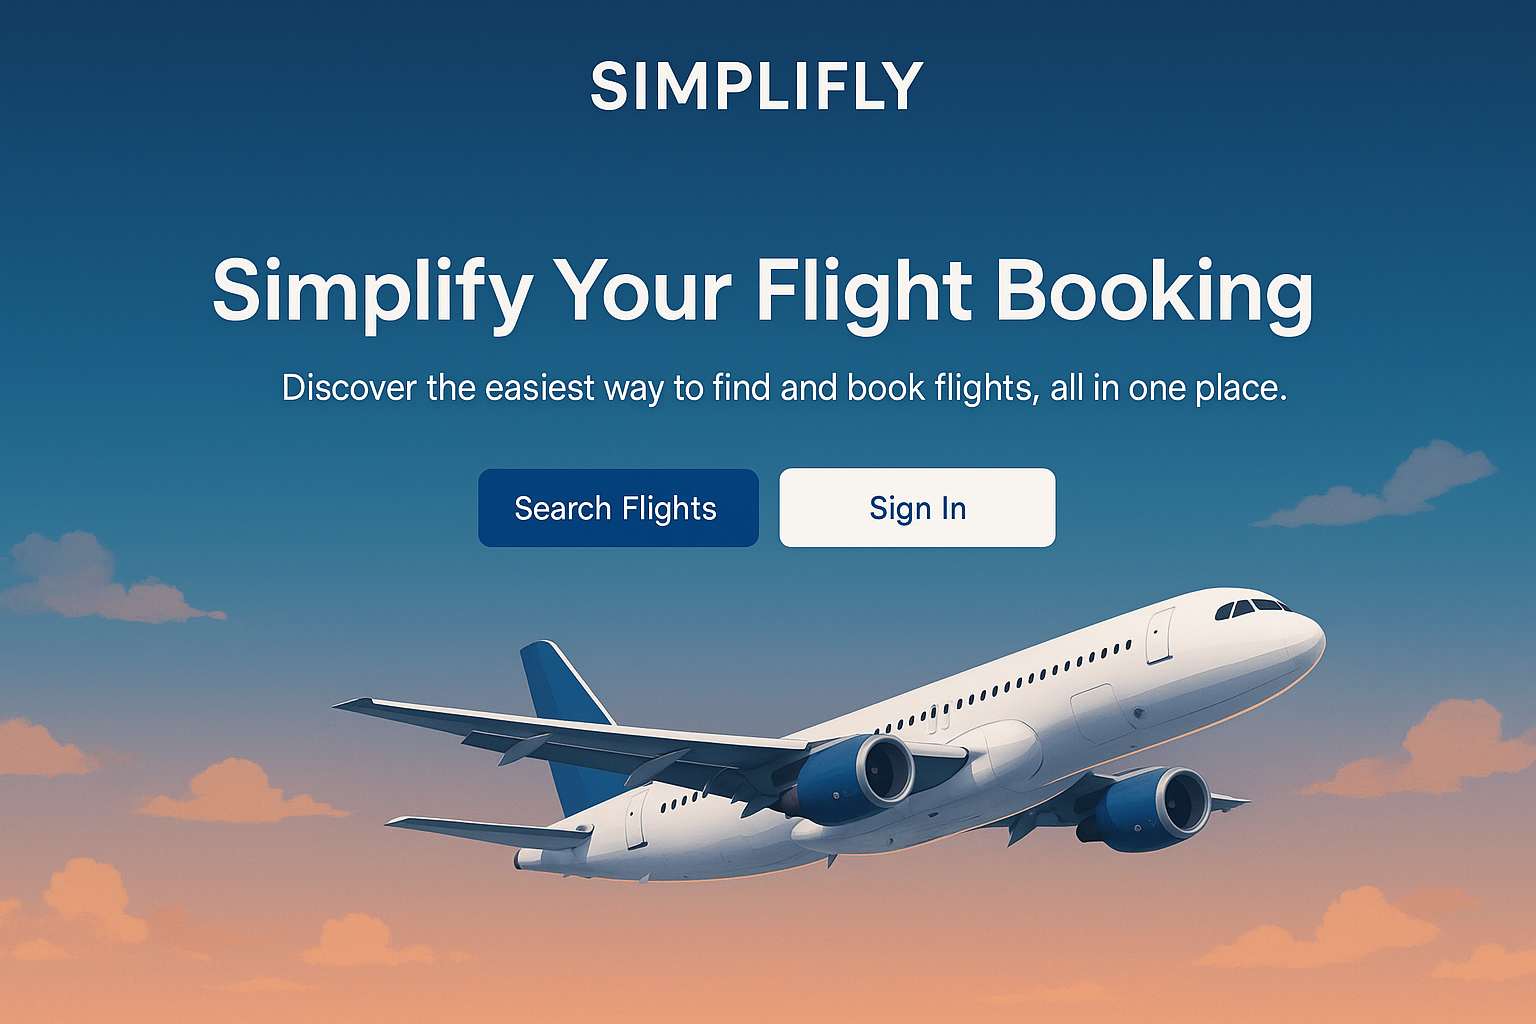 SIMPLIFLY
Simplify Your Flight Booking
Discover the easiest way to find and book flights, all in one place.
Search Flights
Sign In